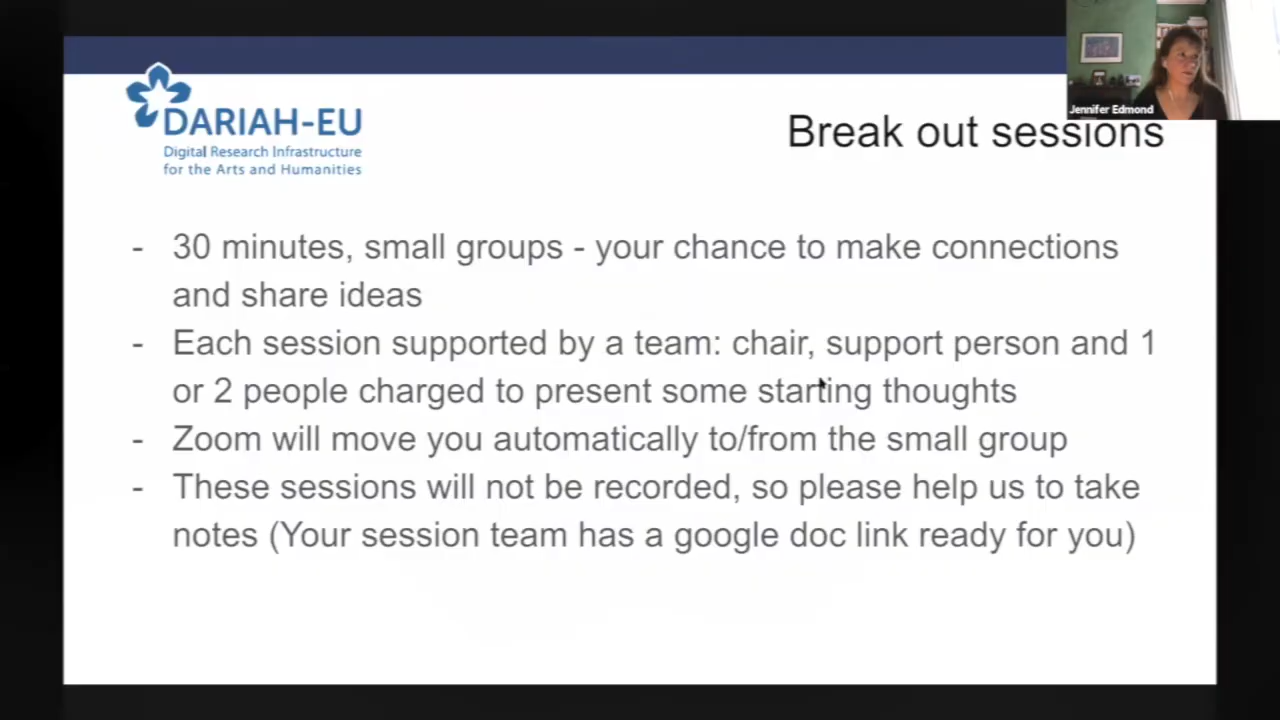 Jennifer Edmond
DARIAH-EU
Digital Research Infrastructure
for the Arts and Humanities
Break out sessions
- 30 minutes, small groups - your chance to make connections
and share ideas
- Each session supported by a team: chair, support person and 1
or 2 people charged to present some starting thoughts
- Zoom will move you automatically to/from the small group
- These sessions will not be recorded, so please help us to take
notes (Your session team has a google doc link ready for you)